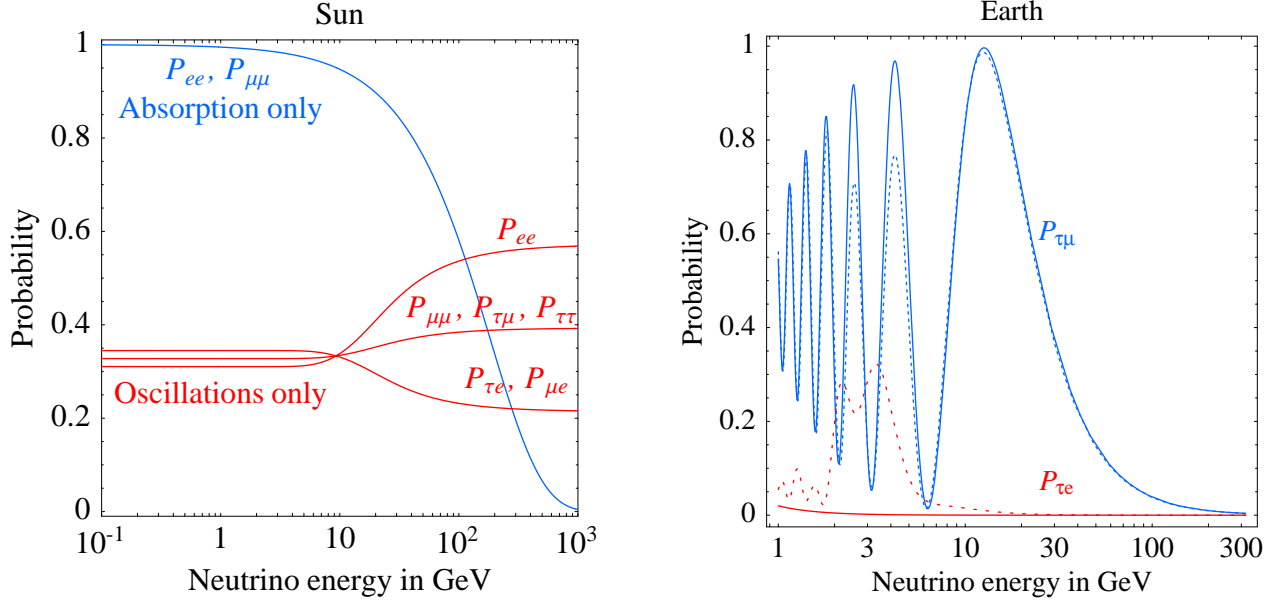 Sun
1
0.8
0.6
0.4
0.2
0
Probability
P_ee, P_μμ
Absorption only
P_ee
P_μμ, P_τμ, P_ττ
P_τe, P_μe
Oscillations only
10^-1
1
10
10^2
10^3
Neutrino energy in GeV
Earth
1
0.8
0.6
0.4
0.2
0
Probability
P_τμ
P_τe
1
3
10
30
100
300
Neutrino energy in GeV